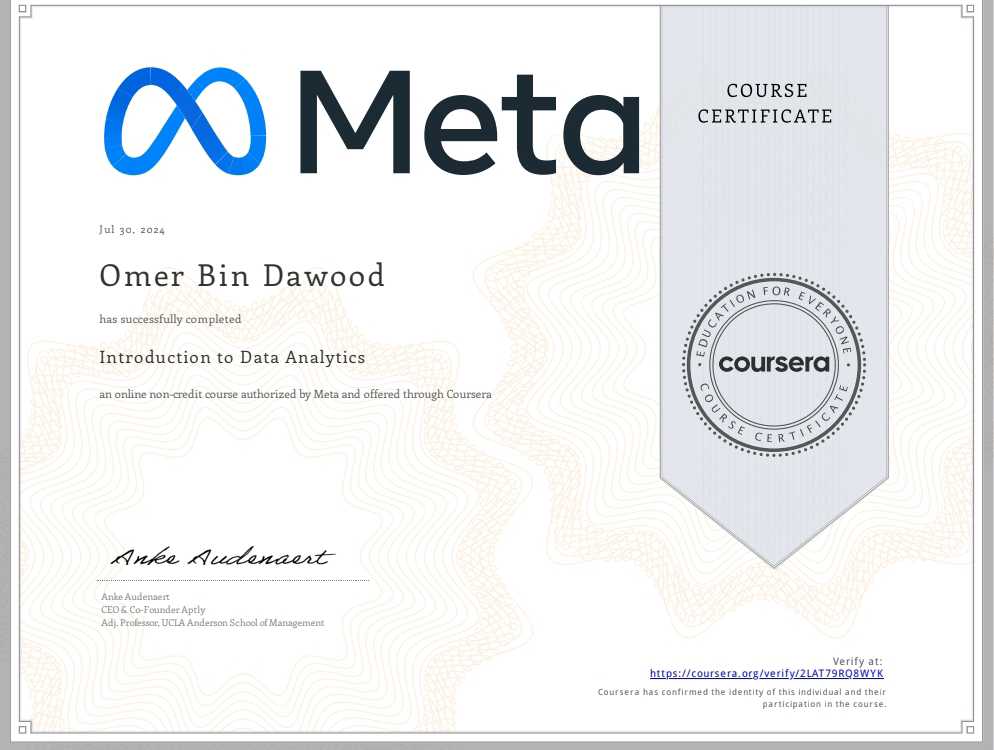 Meta
COURSE
CERTIFICATE
Jul 30, 2024
Omer Bin Dawood
has successfully completed
Introduction to Data Analytics
an online non-credit course authorized by Meta and offered through Coursera
EDUCATION FOR EVERYONE
coursera
COURSE CERTIFICATE
Anke Audenaert
Anke Audenaert
CEO & Co-Founder Aptly
Adj. Professor, UCLA Anderson School of Management
Verify at:
https://coursera.org/verify/2LAT79RQ8WYK
Coursera has confirmed the identity of this individual and their
participation in the course.